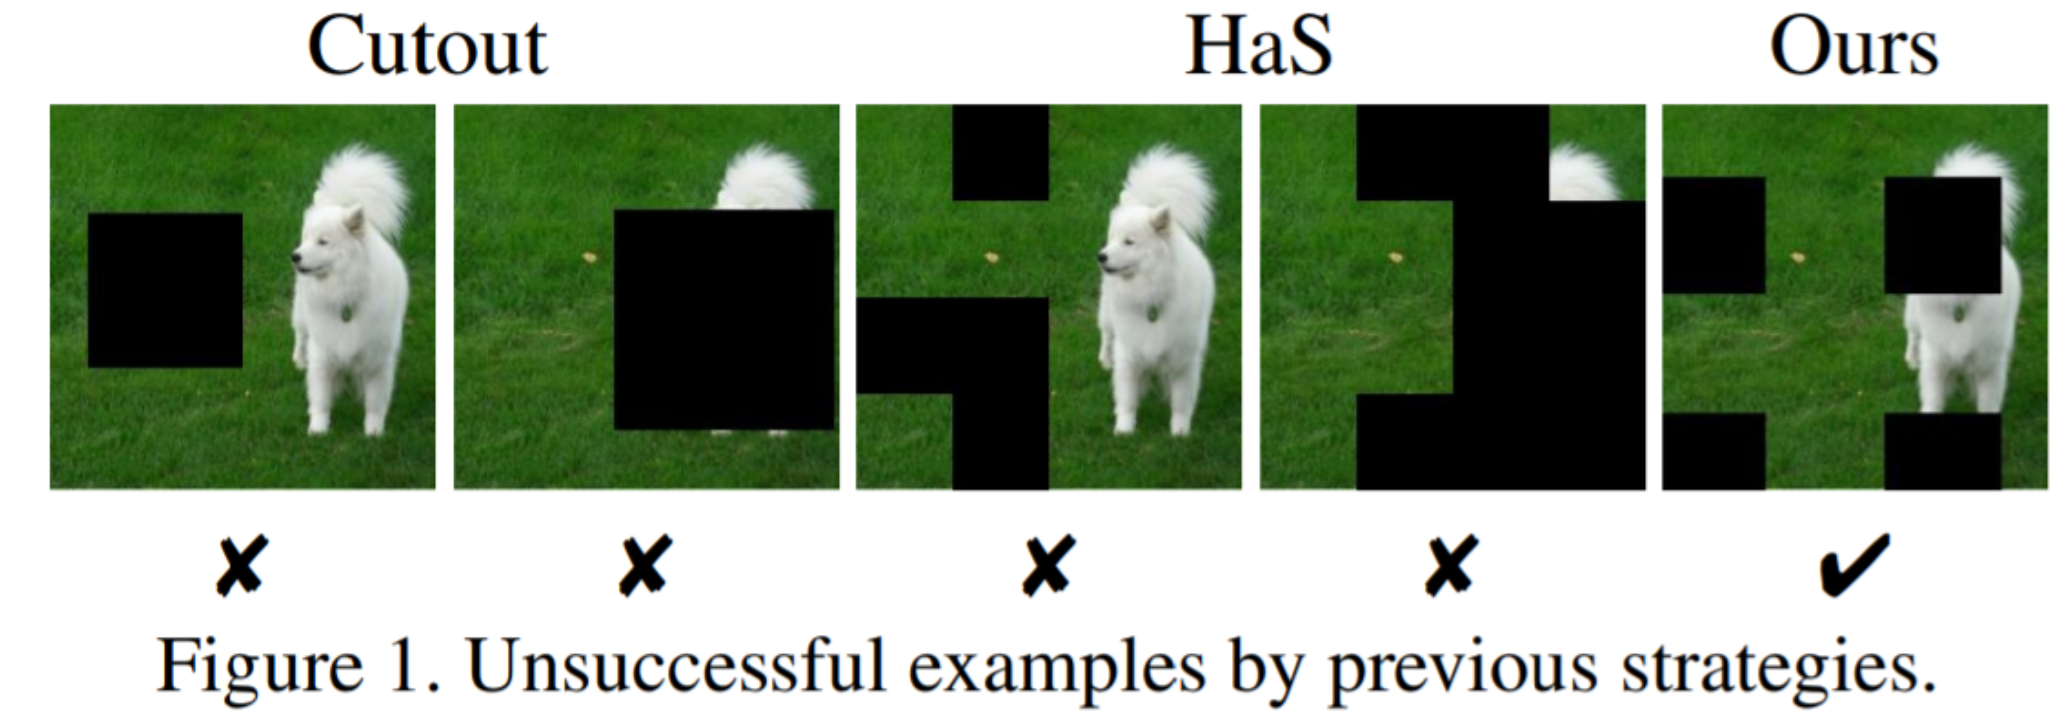 Cutout HaS Ours
✘ ✘ ✘ ✘ ✔
Figure 1. Unsuccessful examples by previous strategies.